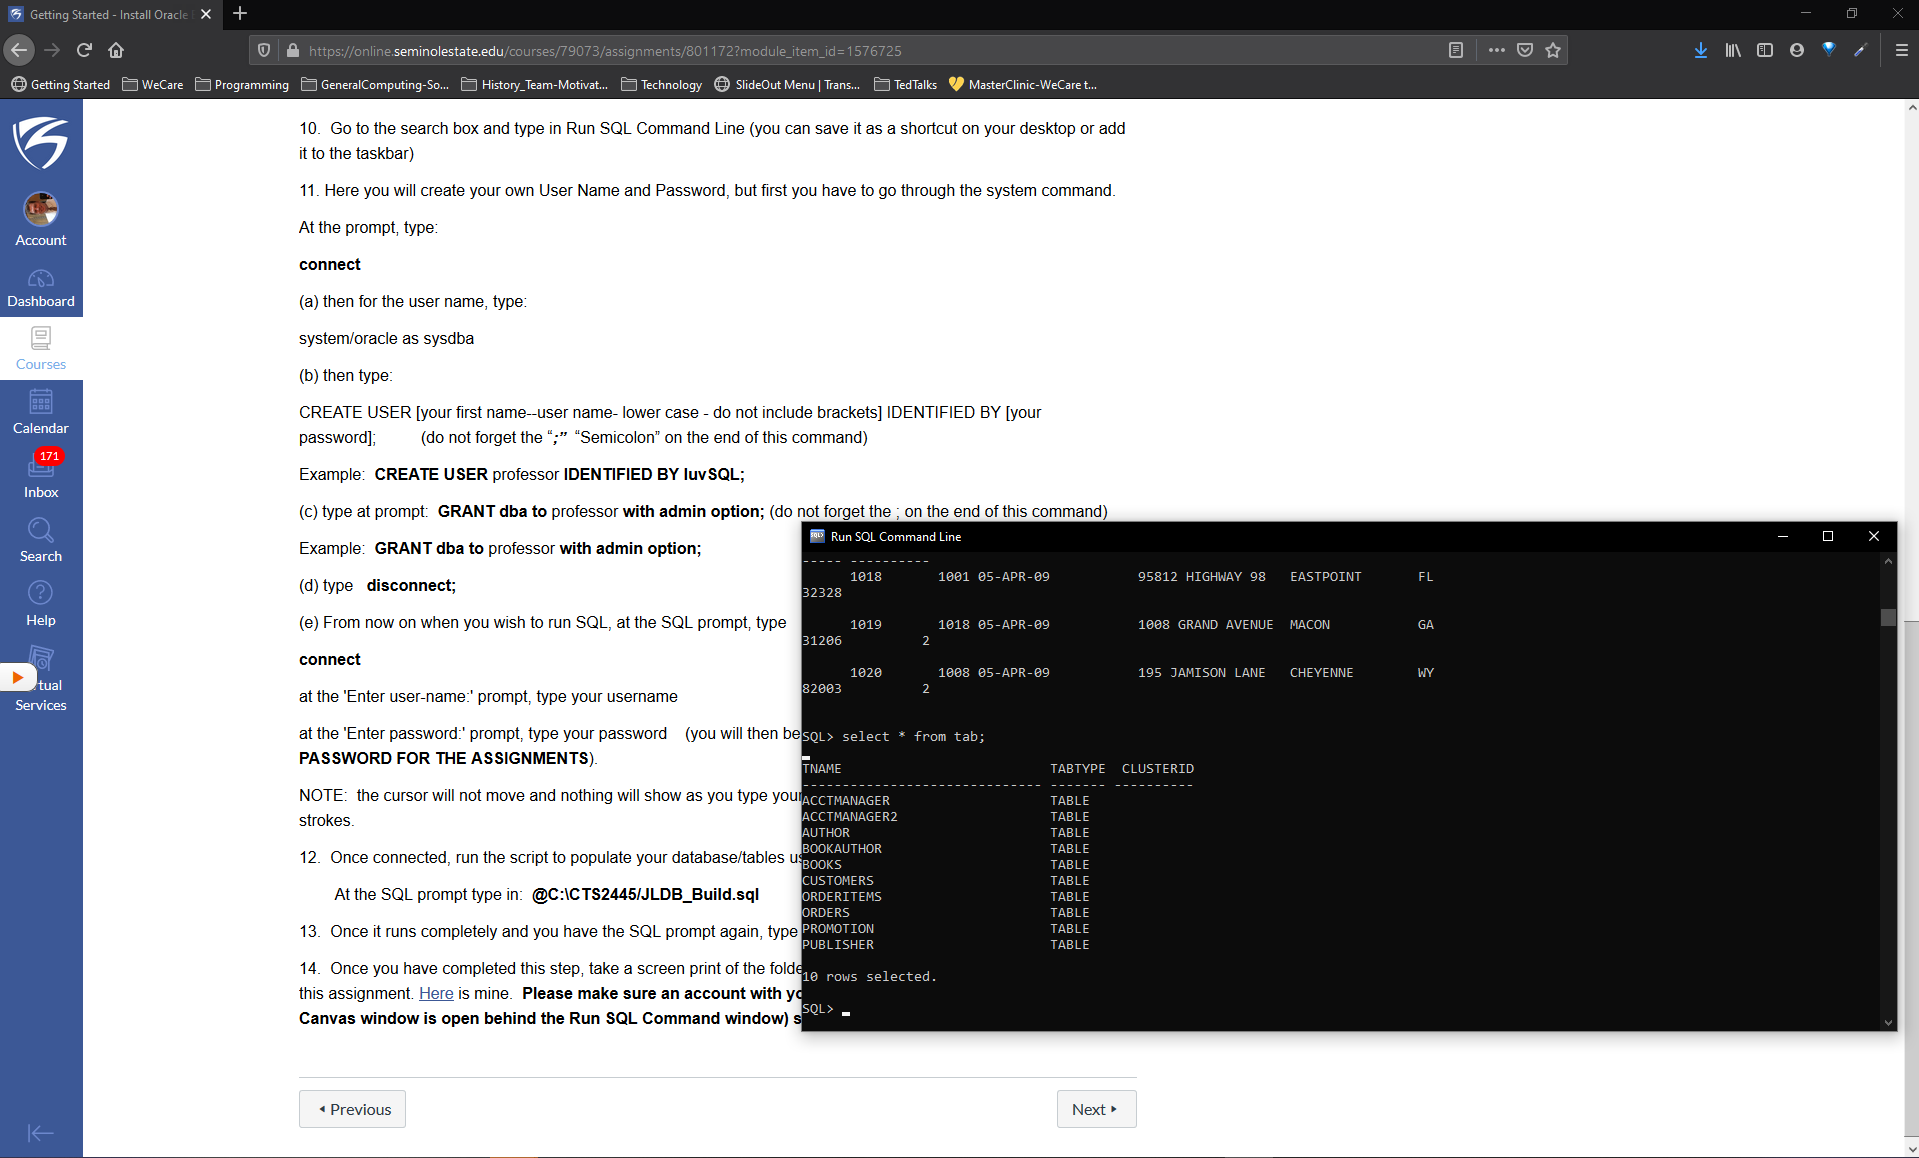 Getting Started - Install Oracle
https://online.seminolestate.edu/courses/79073/assignments/801172?module_item_id=1576725
Getting Started WeCare Programming GeneralComputing-So... History_Team-Motivat... Technology SlideOut Menu | Trans... TedTalks MasterClinic-WeCare t...
Account
Dashboard
Courses
Calendar
171
Inbox
Search
Help
tual
Services
10. Go to the search box and type in Run SQL Command Line (you can save it as a shortcut on your desktop or add
it to the taskbar)
11. Here you will create your own User Name and Password, but first you have to go through the system command.
At the prompt, type:
connect
(a) then for the user name, type:
system/oracle as sysdba
(b) then type:
CREATE USER [your first name--user name- lower case - do not include brackets] IDENTIFIED BY [your
password]; (do not forget the “;” “Semicolon” on the end of this command)
Example: CREATE USER professor IDENTIFIED BY luvSQL;
(c) type at prompt: GRANT dba to professor with admin option; (do not forget the ; on the end of this command)
Example: GRANT dba to professor with admin option;
(d) type disconnect;
(e) From now on when you wish to run SQL, at the SQL prompt, type
connect
at the 'Enter user-name:' prompt, type your username
at the 'Enter password:' prompt, type your password (you will then be
PASSWORD FOR THE ASSIGNMENTS).
NOTE: the cursor will not move and nothing will show as you type your
strokes.
12. Once connected, run the script to populate your database/tables us
At the SQL prompt type in: @C:\CTS2445/JLDB_Build.sql
13. Once it runs completely and you have the SQL prompt again, type
14. Once you have completed this step, take a screen print of the folde
this assignment. Here is mine. Please make sure an account with yo
Canvas window is open behind the Run SQL Command window) s
Previous
Next
SQL> Run SQL Command Line
----- ----------
1018 1001 05-APR-09 95812 HIGHWAY 98 EASTPOINT FL
32328
1019 1018 05-APR-09 1008 GRAND AVENUE MACON GA
31206 2
1020 1008 05-APR-09 195 JAMISON LANE CHEYENNE WY
82003 2
SQL> select * from tab;
TNAME TABTYPE CLUSTERID
------------------------------ ------- ----------
ACCTMANAGER TABLE
ACCTMANAGER2 TABLE
AUTHOR TABLE
BOOKAUTHOR TABLE
BOOKS TABLE
CUSTOMERS TABLE
ORDERITEMS TABLE
ORDERS TABLE
PROMOTION TABLE
PUBLISHER TABLE
10 rows selected.
SQL>